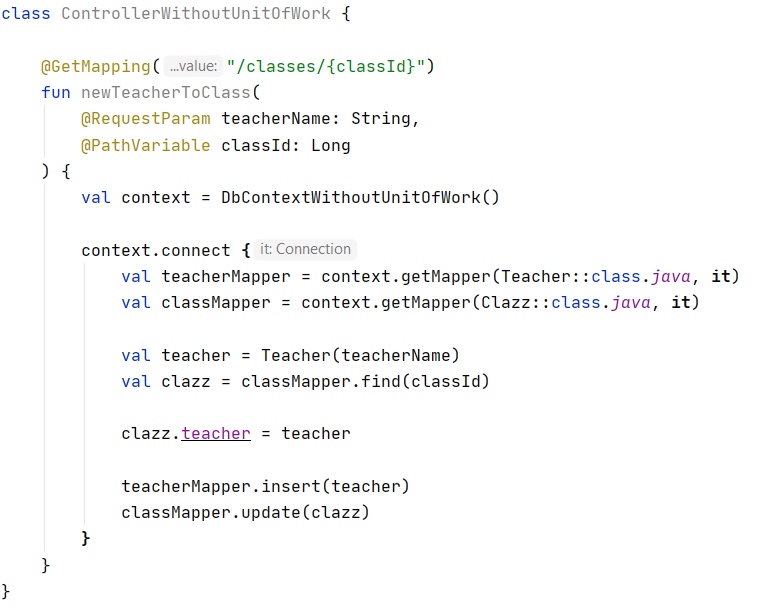 class ControllerWithoutUnitOfWork {
@GetMapping( ...value: "/classes/{classId}")
fun newTeacherToClass(
@RequestParam teacherName: String,
@PathVariable classId: Long
) {
val context = DbContextWithoutUnitOfWork()
context.connect { it: Connection
val teacherMapper = context.getMapper(Teacher::class.java, it)
val classMapper = context.getMapper(Clazz::class.java, it)
val teacher = Teacher(teacherName)
val clazz = classMapper.find(classId)
clazz.teacher = teacher
teacherMapper.insert(teacher)
classMapper.update(clazz)
}
}
}